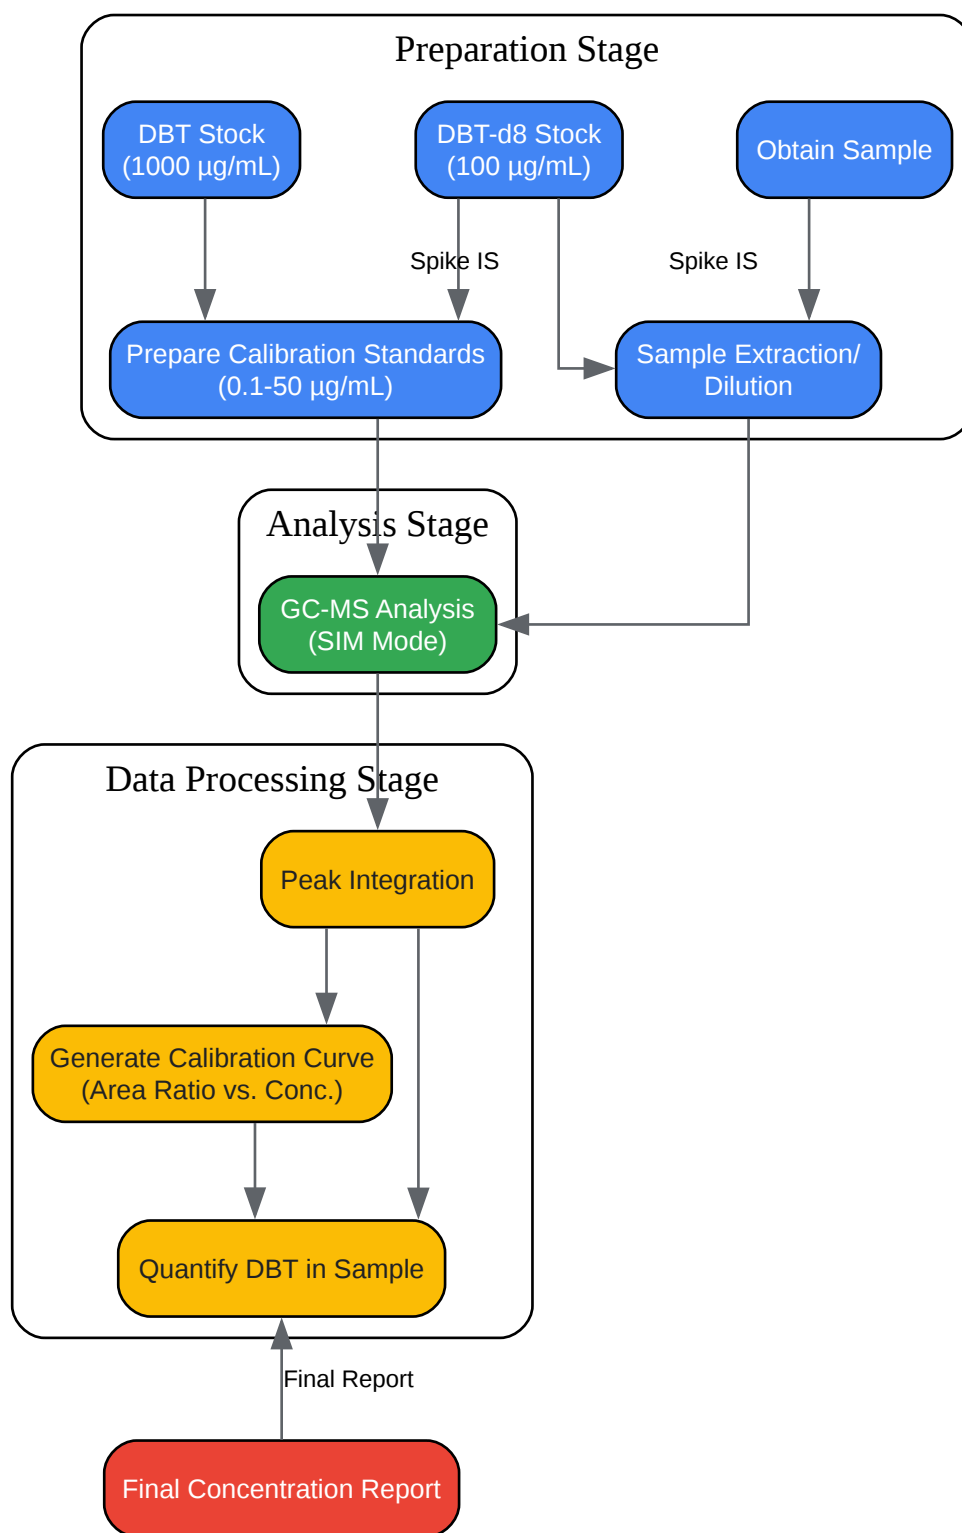 Preparation Stage
DBT Stock
(1000 µg/mL)
DBT-d8 Stock
(100 µg/mL)
Obtain Sample
Spike IS
Spike IS
Prepare Calibration Standards
(0.1-50 µg/mL)
Sample Extraction/
Dilution
Analysis Stage
GC-MS Analysis
(SIM Mode)
Data Processing Stage
Peak Integration
Generate Calibration Curve
(Area Ratio vs. Conc.)
Quantify DBT in Sample
Final Report
Final Concentration Report